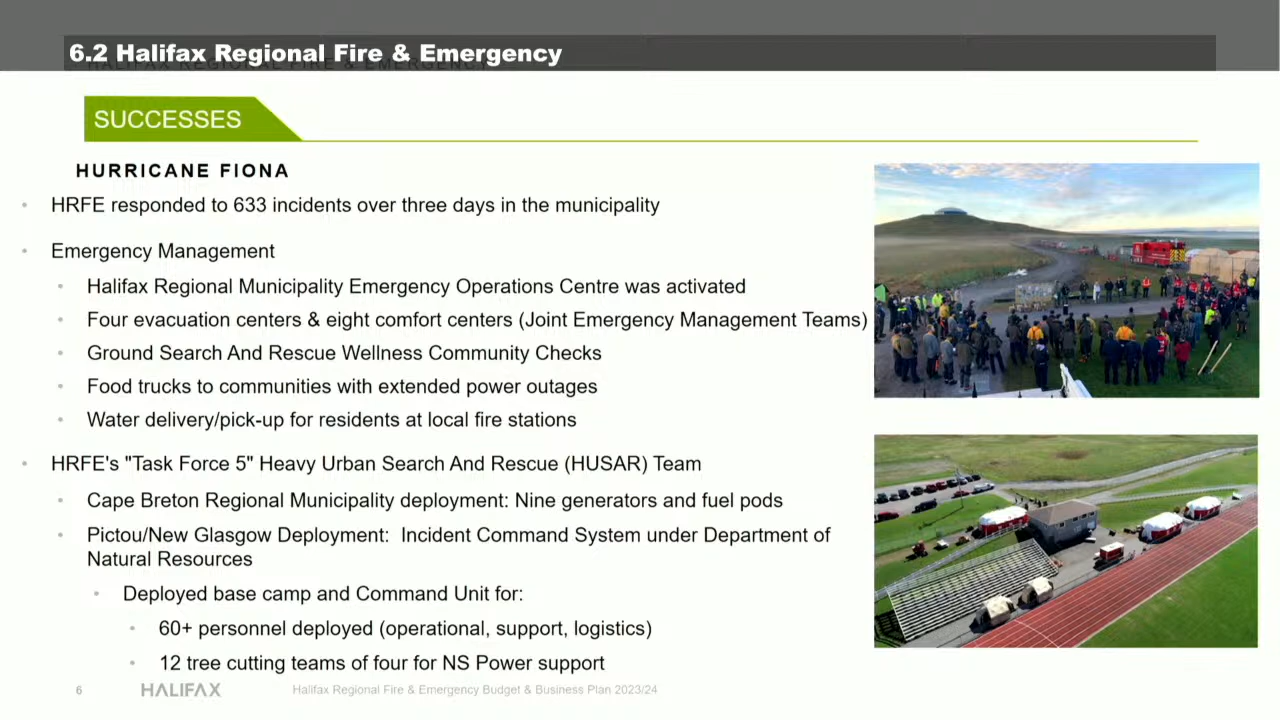 6.2 Halifax Regional Fire & Emergency
HALIFAX REGIONAL FIRE & EMERGENCY
SUCCESSES
HURRICANE FIONA
HRFE responded to 633 incidents over three days in the municipality
Emergency Management
Halifax Regional Municipality Emergency Operations Centre was activated
Four evacuation centers & eight comfort centers (Joint Emergency Management Teams)
Ground Search And Rescue Wellness Community Checks
Food trucks to communities with extended power outages
Water delivery/pick-up for residents at local fire stations
HRFE's "Task Force 5" Heavy Urban Search And Rescue (HUSAR) Team
Cape Breton Regional Municipality deployment: Nine generators and fuel pods
Pictou/New Glasgow Deployment: Incident Command System under Department of
Natural Resources
Deployed base camp and Command Unit for:
60+ personnel deployed (operational, support, logistics)
12 tree cutting teams of four for NS Power support
6
HALIFAX
Halifax Regional Fire & Emergency Budget & Business Plan 2023/24